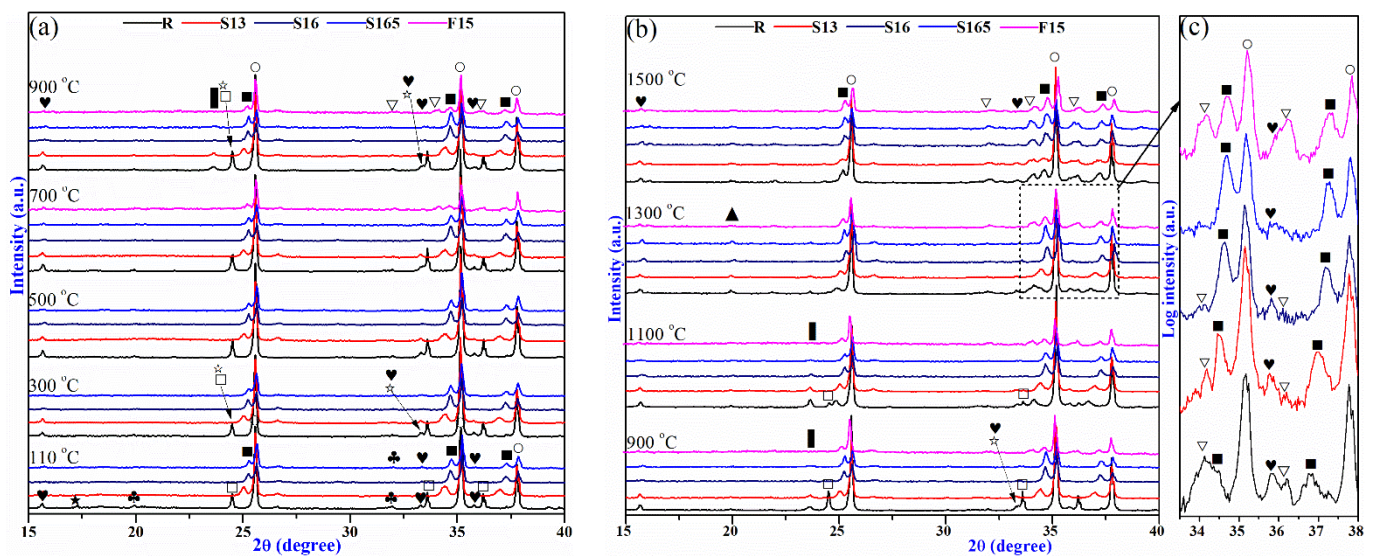 (a)
R S13 S16 S165 F15
900 °C
700 °C
500 °C
300 °C
110 °C
Intensity (a.u.)
15 20 25 30 35 40
2θ (degree)
(b)
R S13 S16 S165 F15
1500 °C
1300 °C
1100 °C
900 °C
Intensity (a.u.)
15 20 25 30 35 40
2θ (degree)
(c)
Log intensity (a.u.)
34 35 36 37 38